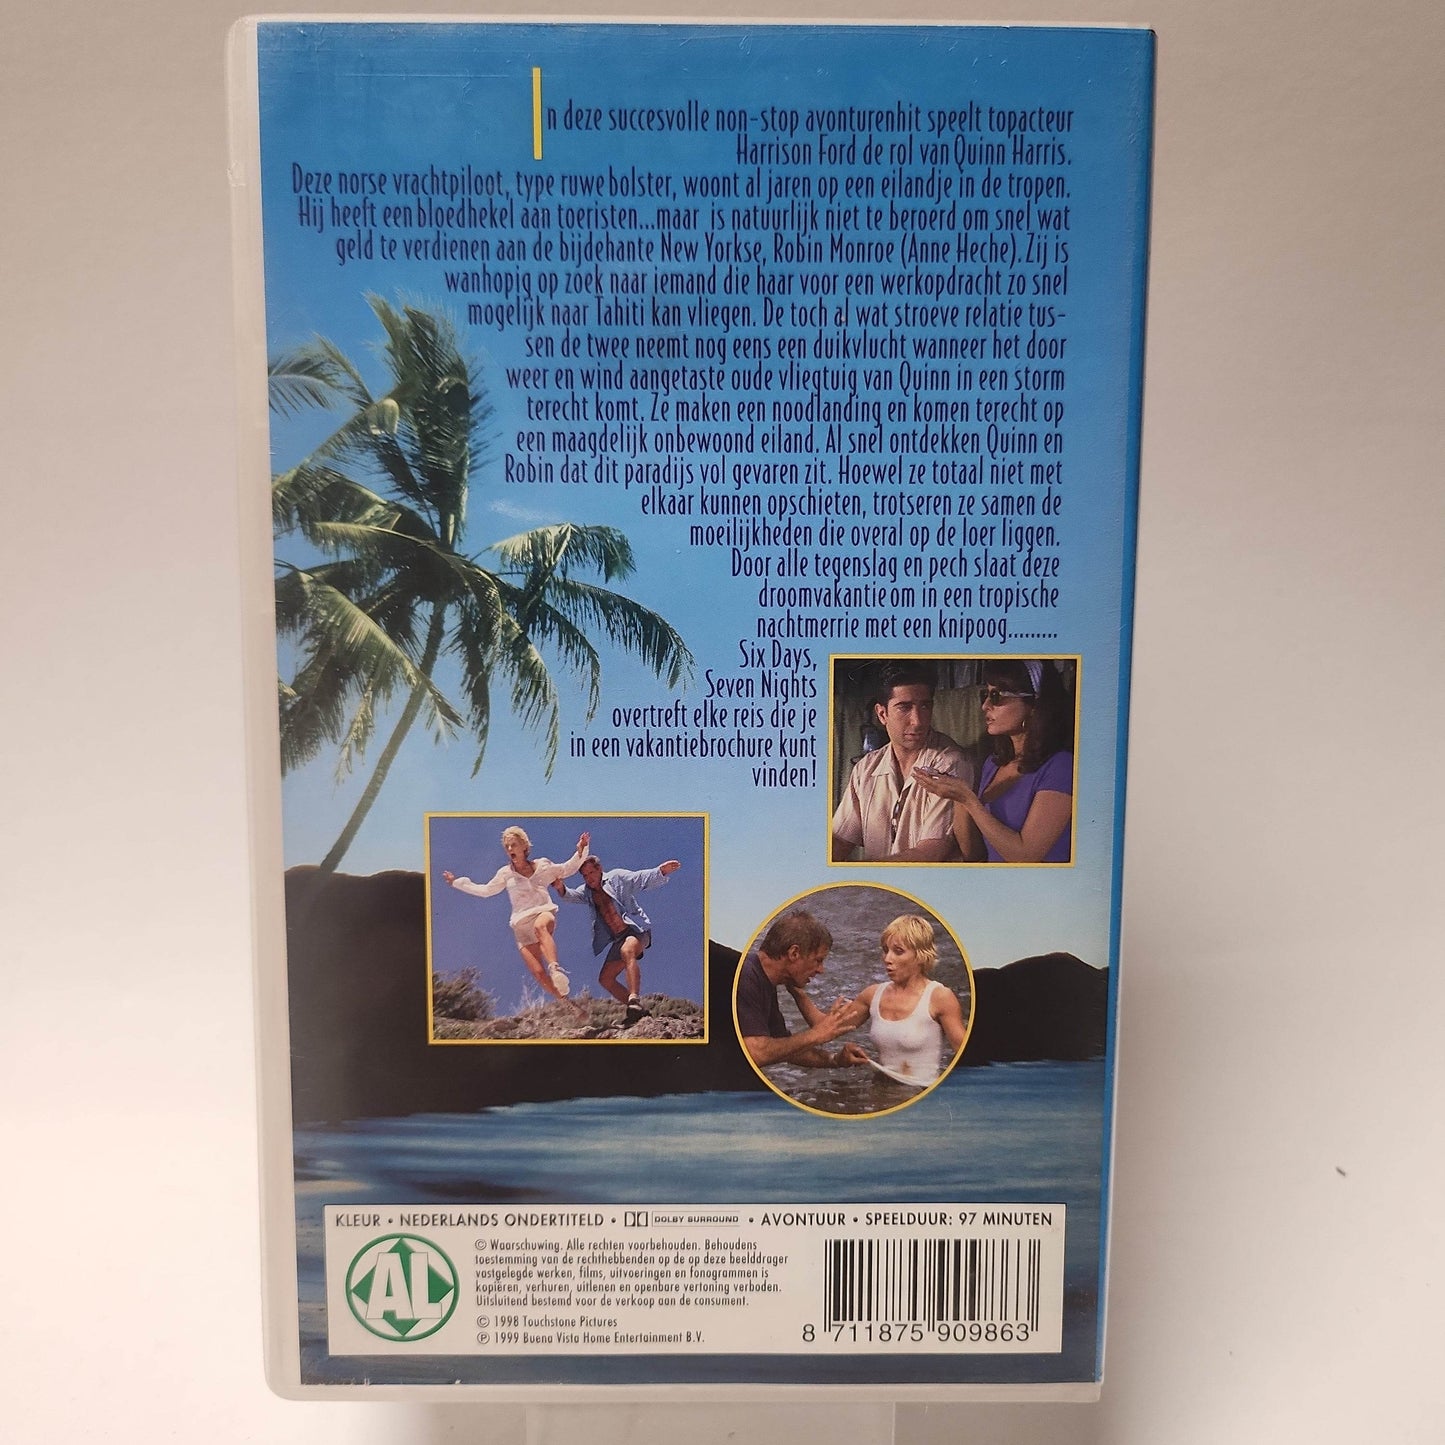 In deze succesvolle non-stop avonturenhit speelt topacteur
Harrison Ford de rol van Quinn Harris.
Deze norse vrachtpiloot, type ruwe bolster, woont al jaren op een eilandje in de tropen.
Hij heeft een bloedhekel aan toeristen...maar is natuurlijk niet te beroerd om snel wat
geld te verdienen aan de bijdehante New Yorkse, Robin Monroe (Anne Heche). Zij is
wanhopig op zoek naar iemand die haar voor een werkopdracht zo snel
mogelijk naar Tahiti kan vliegen. De toch al wat stroeve relatie tus-
sen de twee neemt nog eens een duikvlucht wanneer het door
weer en wind aangetaste oude vliegtuig van Quinn in een storm
terecht komt. Ze maken een noodlanding en komen terecht op
een maagdelijk onbewoond eiland. Al snel ontdekken Quinn en
Robin dat dit paradijs vol gevaren zit. Hoewel ze totaal niet met
elkaar kunnen opschieten, trotseren ze samen de
moeilijkheden die overal op de loer liggen.
Door alle tegenslag en pech slaat deze
droomvakantie om in een tropische
nachtmerrie met een knipoog.........
Six Days,
Seven Nights
overtreft elke reis die je
in een vakantiebrochure kunt
vinden!
KLEUR • NEDERLANDS ONDERTITELD • DOLBY SURROUND • AVONTUUR • SPEELDUUR: 97 MINUTEN
AL
© Waarschuwing. Alle rechten voorbehouden. Behoudens
toestemming van de rechthebbenden op de op deze beelddrager
vastgelegde werken, films, uitvoeringen en fonogrammen is
kopiëren, verhuren, uitlenen en openbare vertoning verboden.
Uitsluitend bestemd voor de verkoop aan de consument.
© 1998 Touchstone Pictures
℗ 1999 Buena Vista Home Entertainment B.V.
8 711875 909863